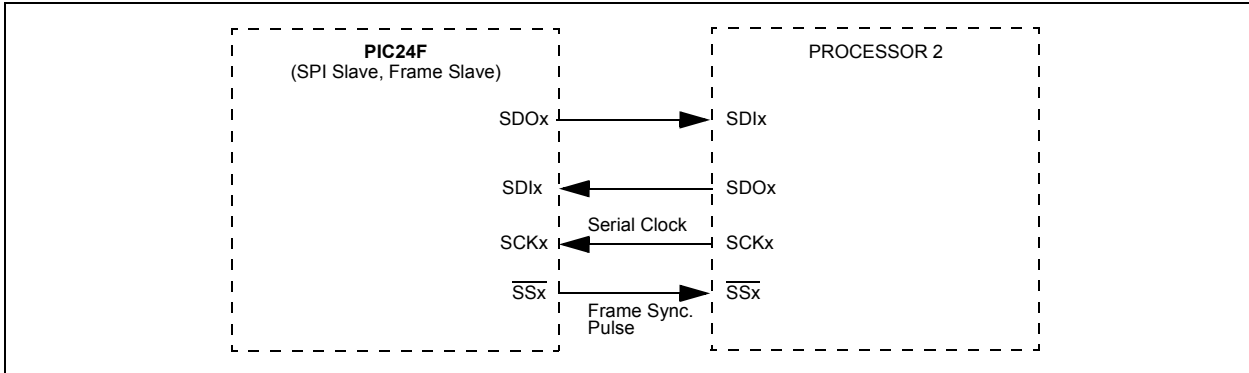 PIC24F
(SPI Slave, Frame Slave)
PROCESSOR 2
SDOx
SDIx
SDIx
SDOx
Serial Clock
SCKx
SCKx
SSx
SSx
Frame Sync.
Pulse